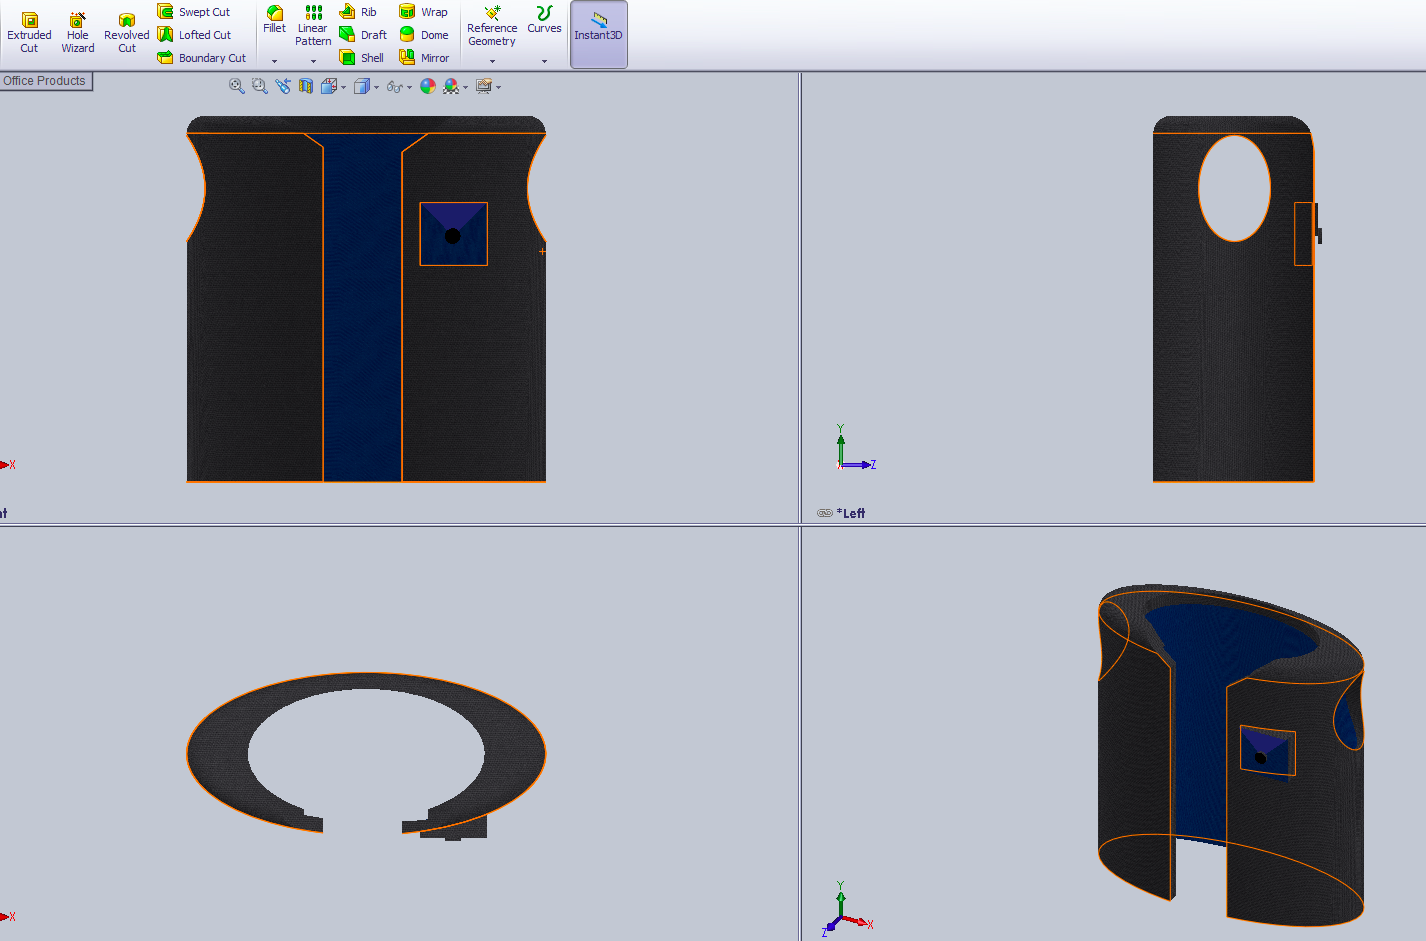 Extruded Cut
Hole Wizard
Revolved Cut
Swept Cut
Lofted Cut
Boundary Cut
Fillet
Linear Pattern
Rib
Draft
Shell
Wrap
Dome
Mirror
Reference Geometry
Curves
Instant3D
Office Products
X
Y
Z
nt
*Left
X
Y
X
Z